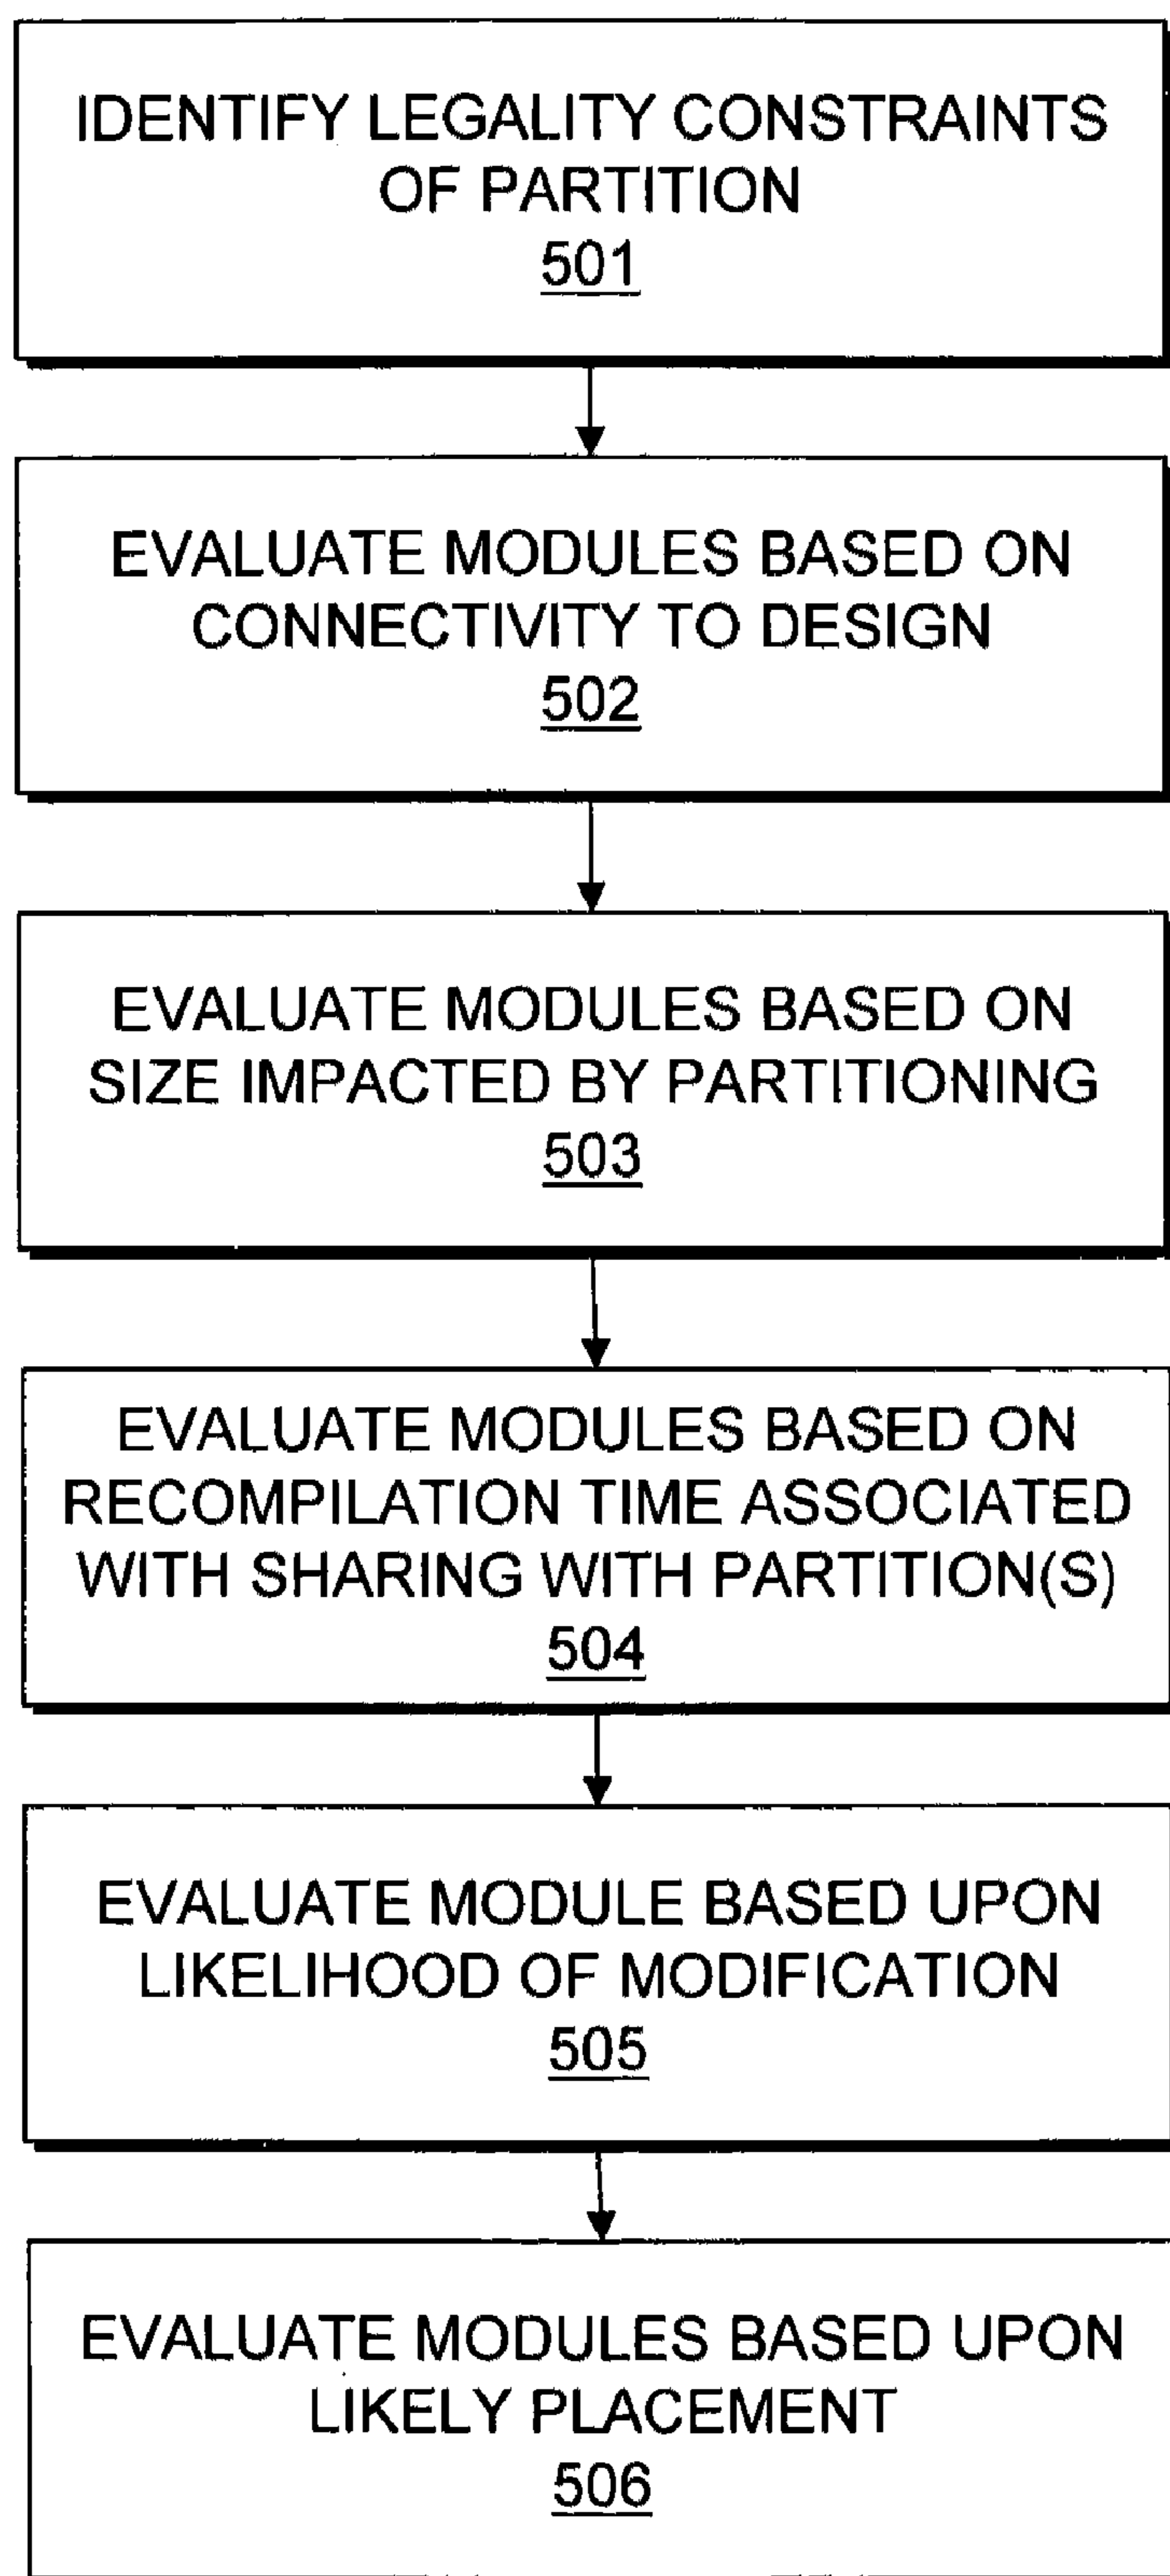 IDENTIFY LEGALITY CONSTRAINTS
OF PARTITION
501
EVALUATE MODULES BASED ON
CONNECTIVITY TO DESIGN
502
EVALUATE MODULES BASED ON
SIZE IMPACTED BY PARTITIONING
503
EVALUATE MODULES BASED ON
RECOMPILATION TIME ASSOCIATED
WITH SHARING WITH PARTITION(S)
504
EVALUATE MODULE BASED UPON
LIKELIHOOD OF MODIFICATION
505
EVALUATE MODULES BASED UPON
LIKELY PLACEMENT
506